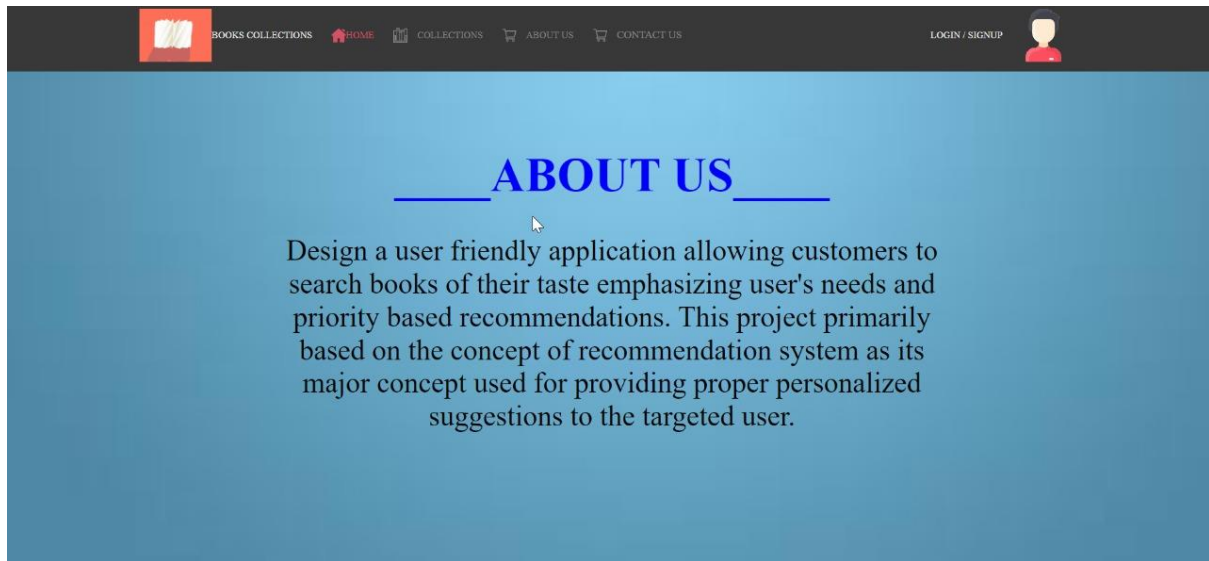 BOOKS COLLECTIONS HOME COLLECTIONS ABOUT US CONTACT US LOGIN / SIGNUP
____ABOUT US____
Design a user friendly application allowing customers to
search books of their taste emphasizing user's needs and
priority based recommendations. This project primarily
based on the concept of recommendation system as its
major concept used for providing proper personalized
suggestions to the targeted user.